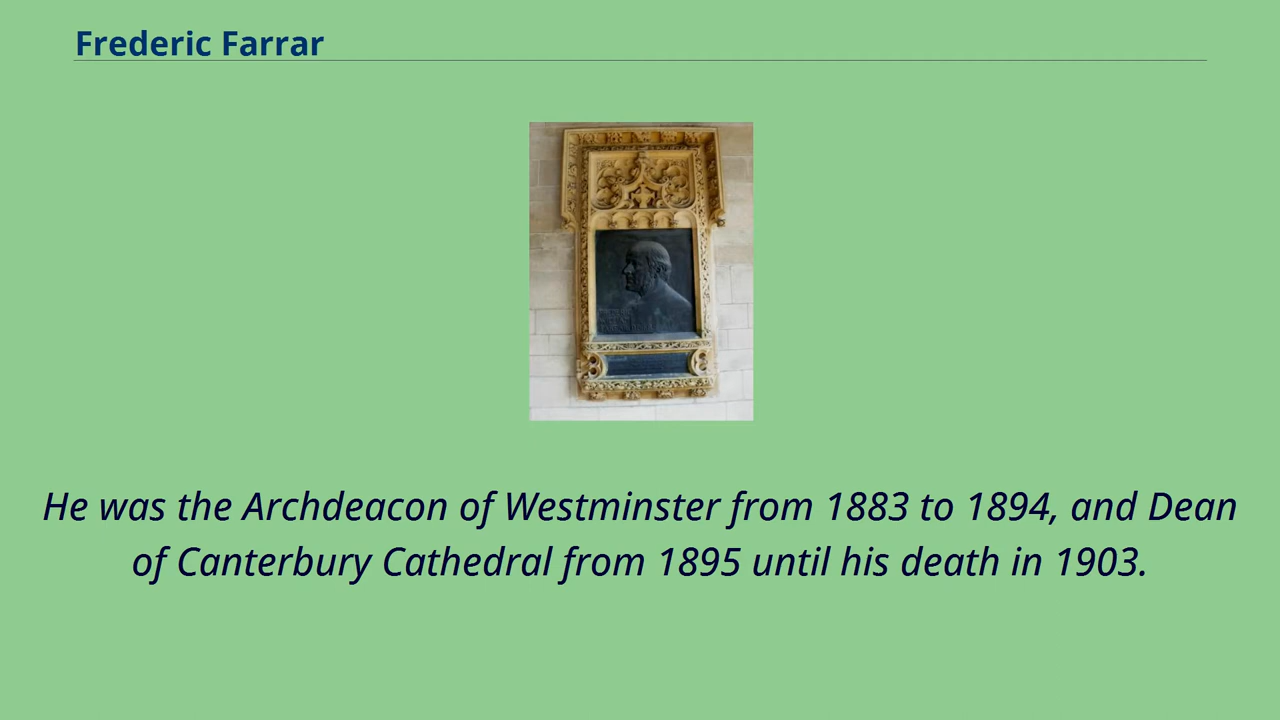 Frederic Farrar
He was the Archdeacon of Westminster from 1883 to 1894, and Dean
of Canterbury Cathedral from 1895 until his death in 1903.